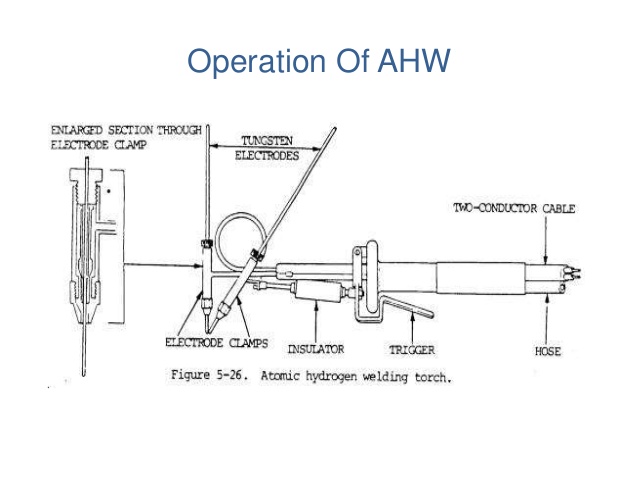 Operation Of AHW
ENLARGED SECTION THROUGH
ELECTRODE CLAMP
TUNGSTEN
ELECTRODES
TWO-CONDUCTOR CABLE
ELECTRODE CLAMPS
INSULATOR
TRIGGER
HOSE
Figure 5-26. Atomic hydrogen welding torch.